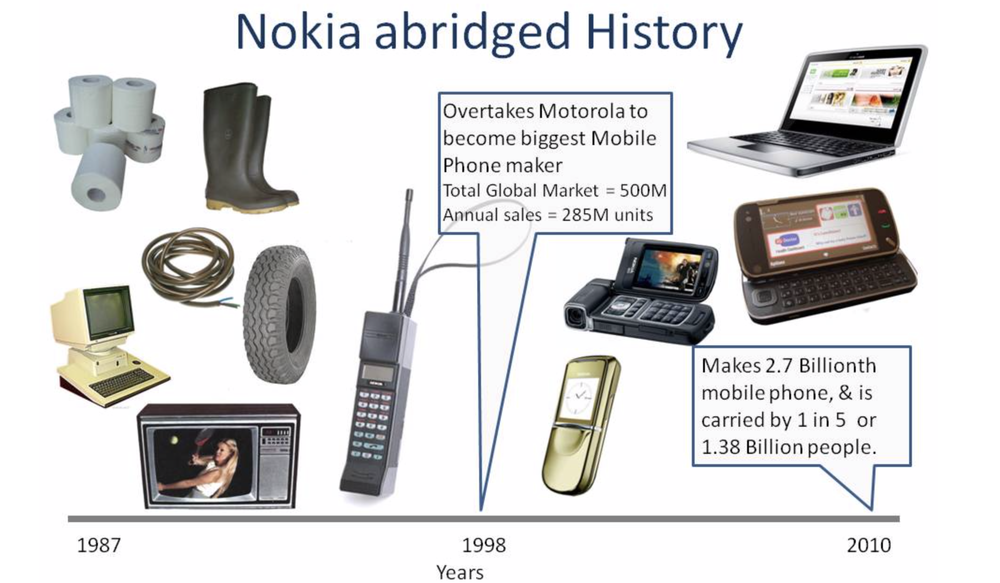 Nokia abridged History
Overtakes Motorola to
become biggest Mobile
Phone maker
Total Global Market = 500M
Annual sales = 285M units
NOKIA
Makes 2.7 Billionth
mobile phone, & is
carried by 1 in 5 or
1.38 Billion people.
1987
1998
2010
Years